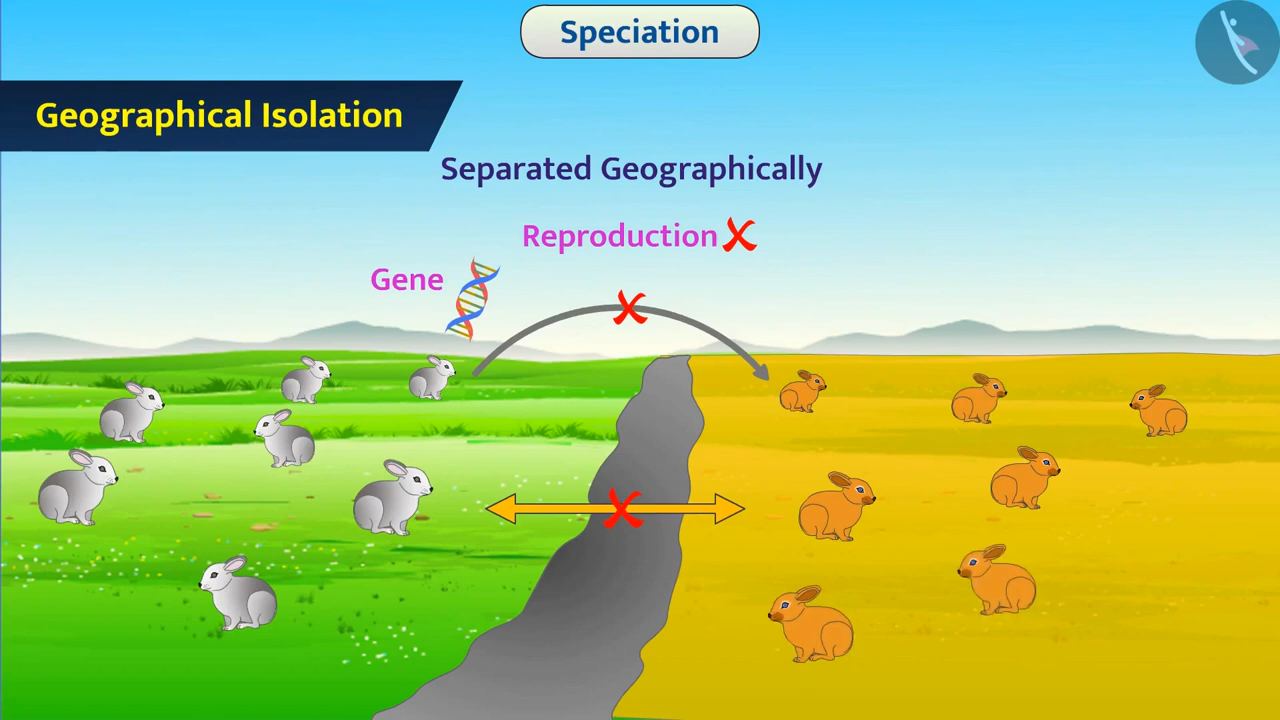 Speciation
Geographical Isolation
Separated Geographically
Reproduction
Gene